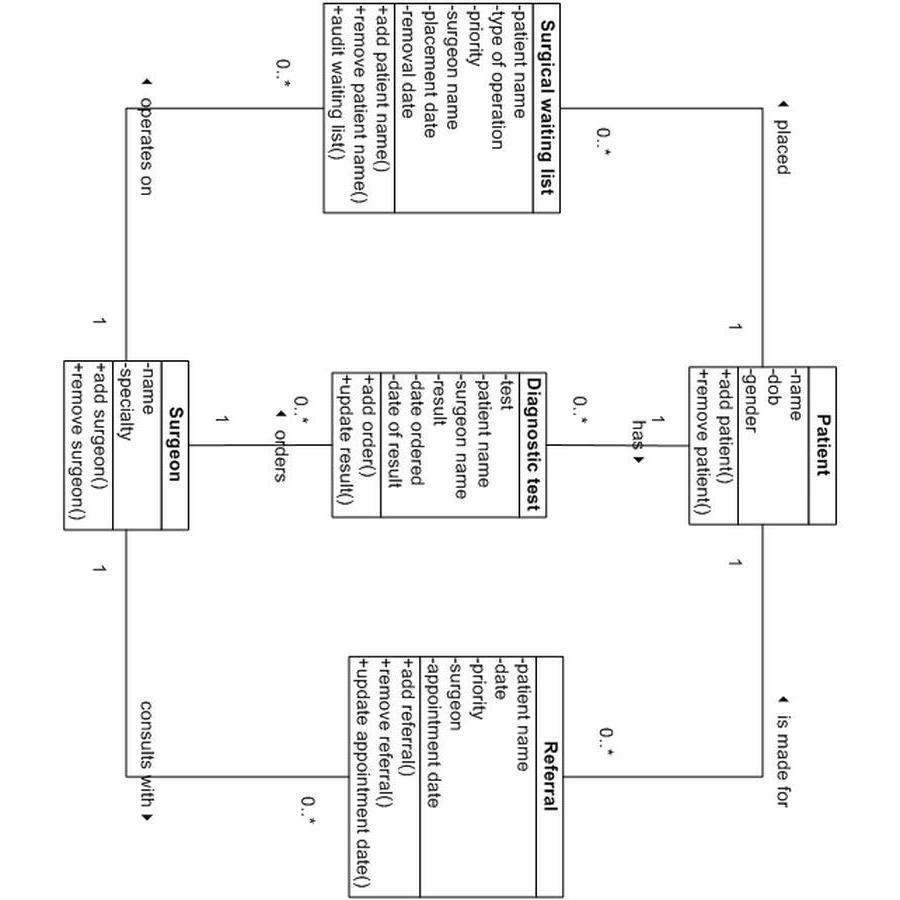 ◄ placed
1
0..*
Patient
-name
-dob
-gender
+add patient()
+remove patient()
1
◄ is made for
0..*
Surgical waiting list
-patient name
-type of operation
-priority
-surgeon name
-placement date
-removal date
+add patient name()
+remove patient name()
+audit waiting list()
1
has ►
0..*
Diagnostic test
-test
-patient name
-surgeon name
-result
-date ordered
-date of result
+add order()
+update result()
Referral
-patient name
-date
-priority
-surgeon
-appointment date
+add referral()
+remove referral()
+update appointment date()
0..*
◄ operates on
1
0..*
◄ orders
1
Surgeon
-name
-specialty
+add surgeon()
+remove surgeon()
1
0..*
consults with ►